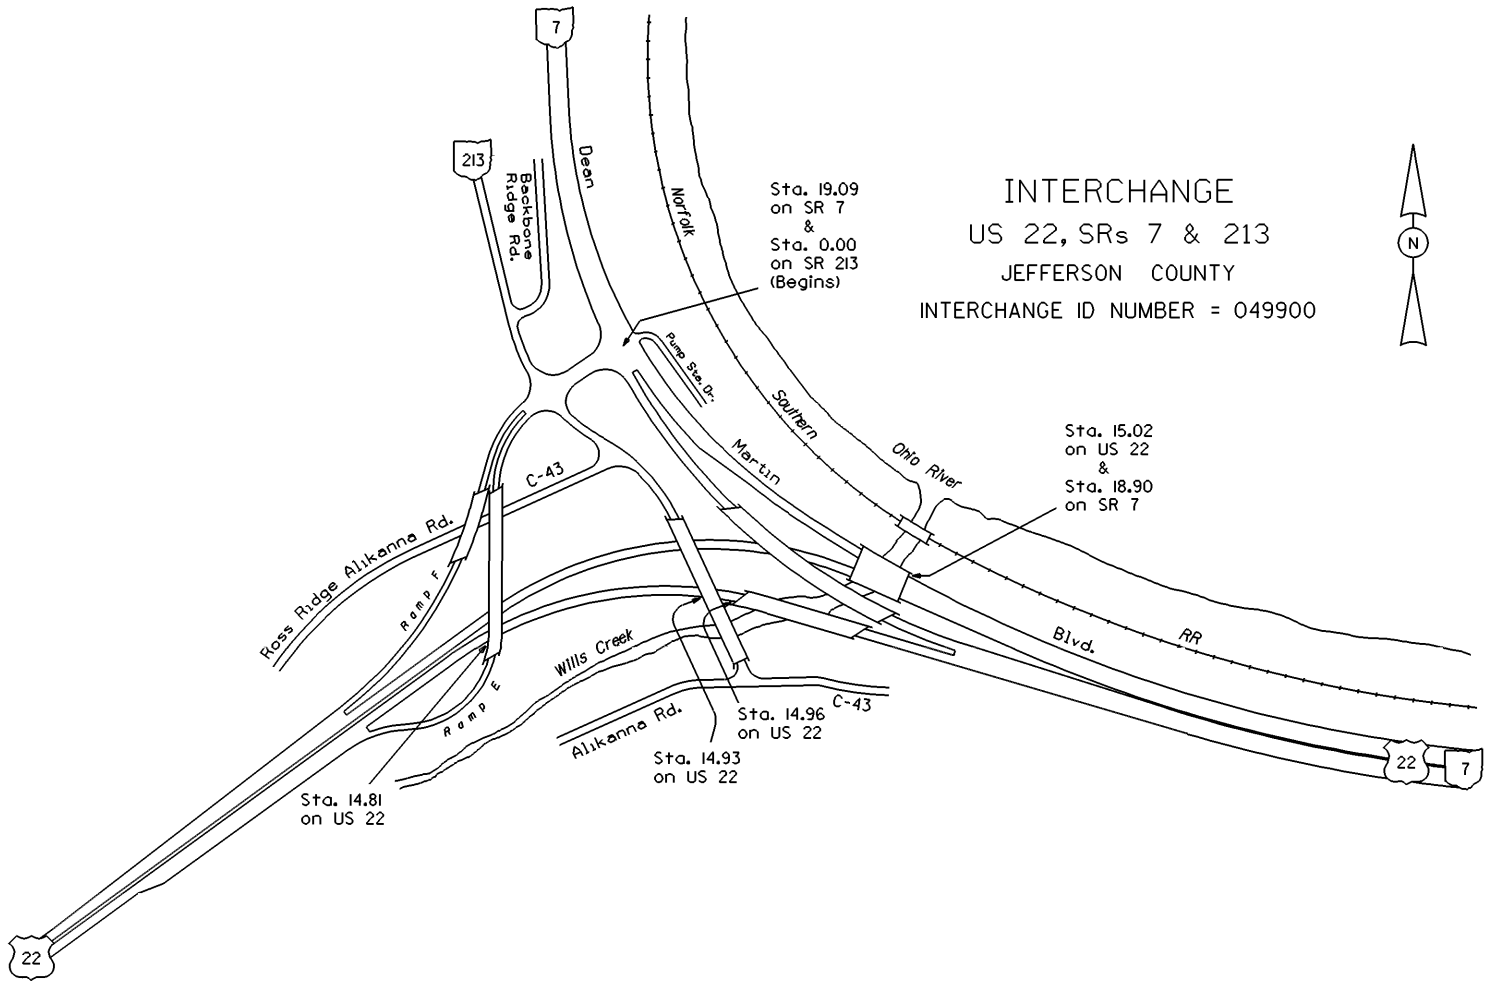 7
213
Backbone
Ridge Rd.
Dean
Norfolk
Sta. 19.09
on SR 7
&
Sta. 0.00
on SR 213
(Begins)
INTERCHANGE
US 22, SRs 7 & 213
JEFFERSON COUNTY
INTERCHANGE ID NUMBER = 049900
N
Pump Sta. Dr.
Southern
Martin
Ohio River
Sta. 15.02
on US 22
&
Sta. 18.90
on SR 7
C-43
Ross Ridge Alikanna Rd.
Ramp F
Wills Creek
Blvd.
RR
Ramp E
Alikanna Rd.
C-43
Sta. 14.96
on US 22
Sta. 14.93
on US 22
Sta. 14.81
on US 22
22
7
22